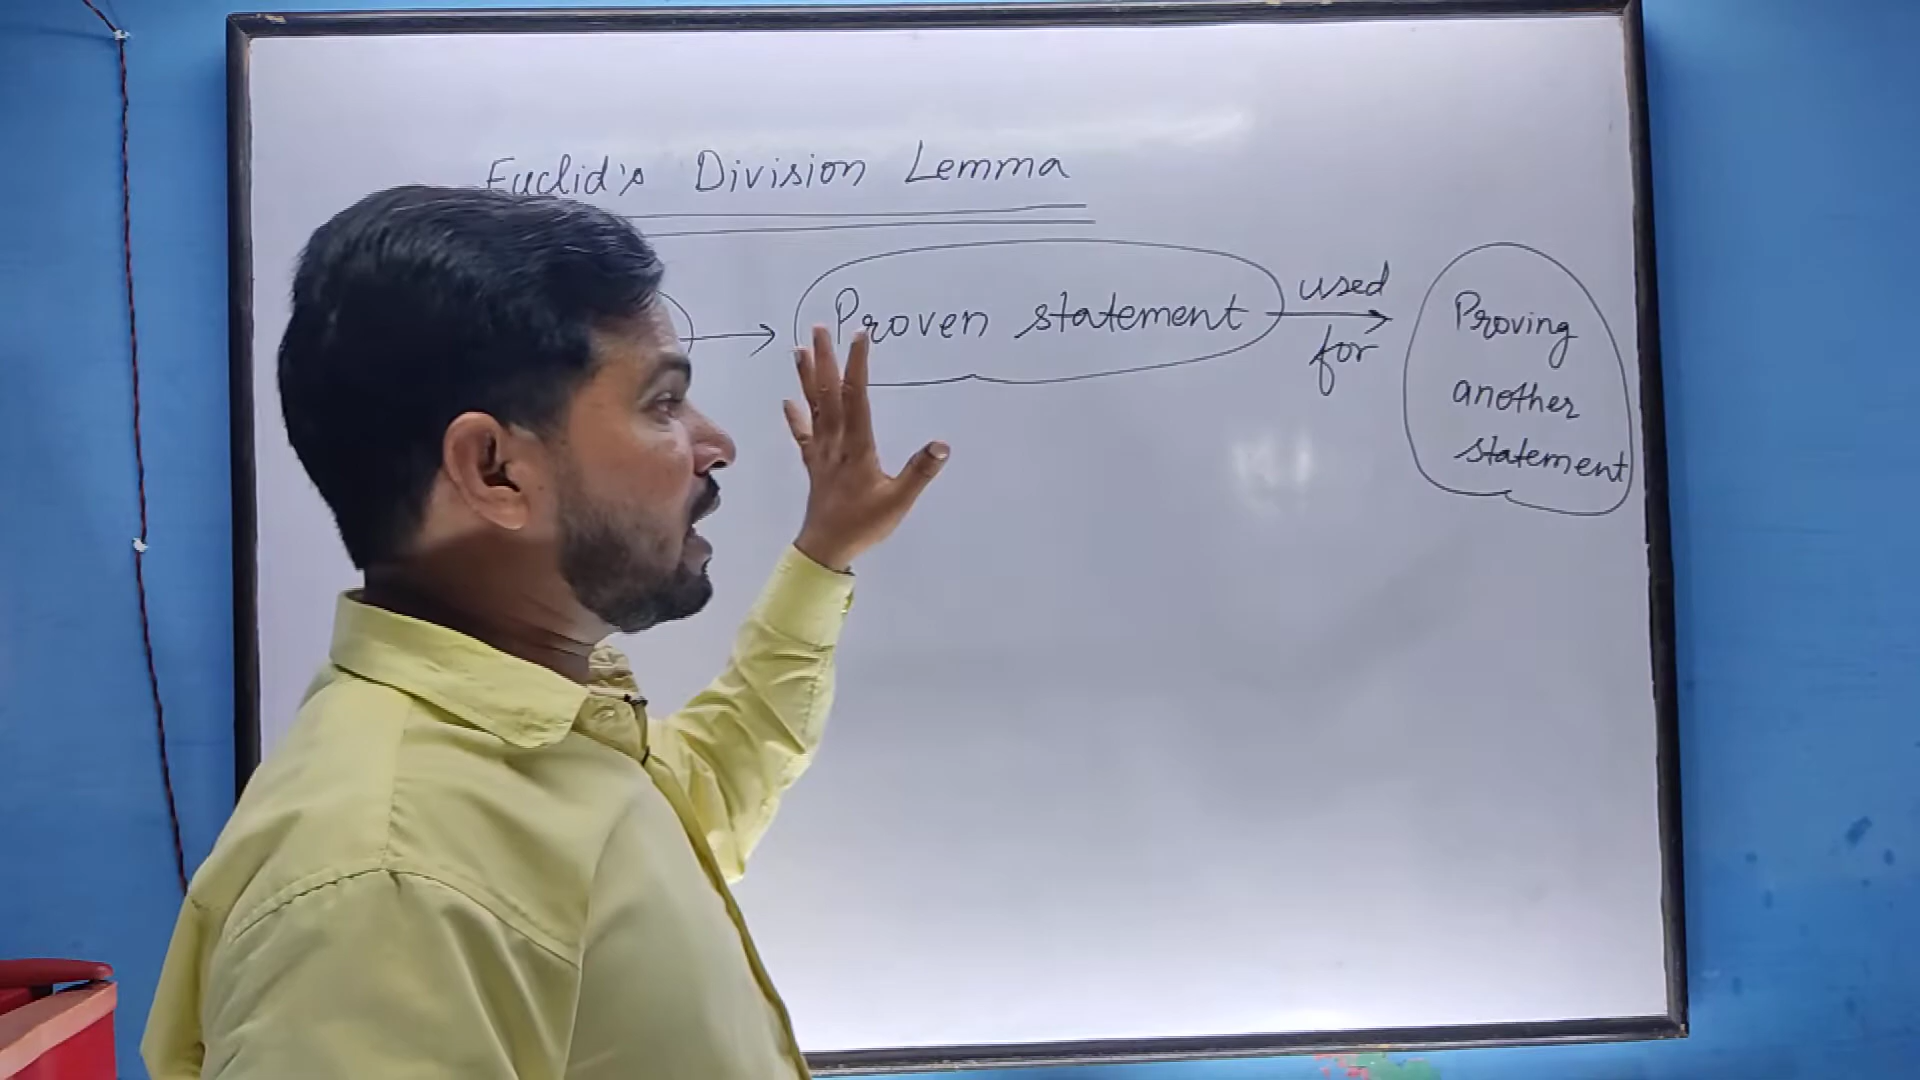 Euclid's Division Lemma
Proven statement
used
for
Proving
another
statement